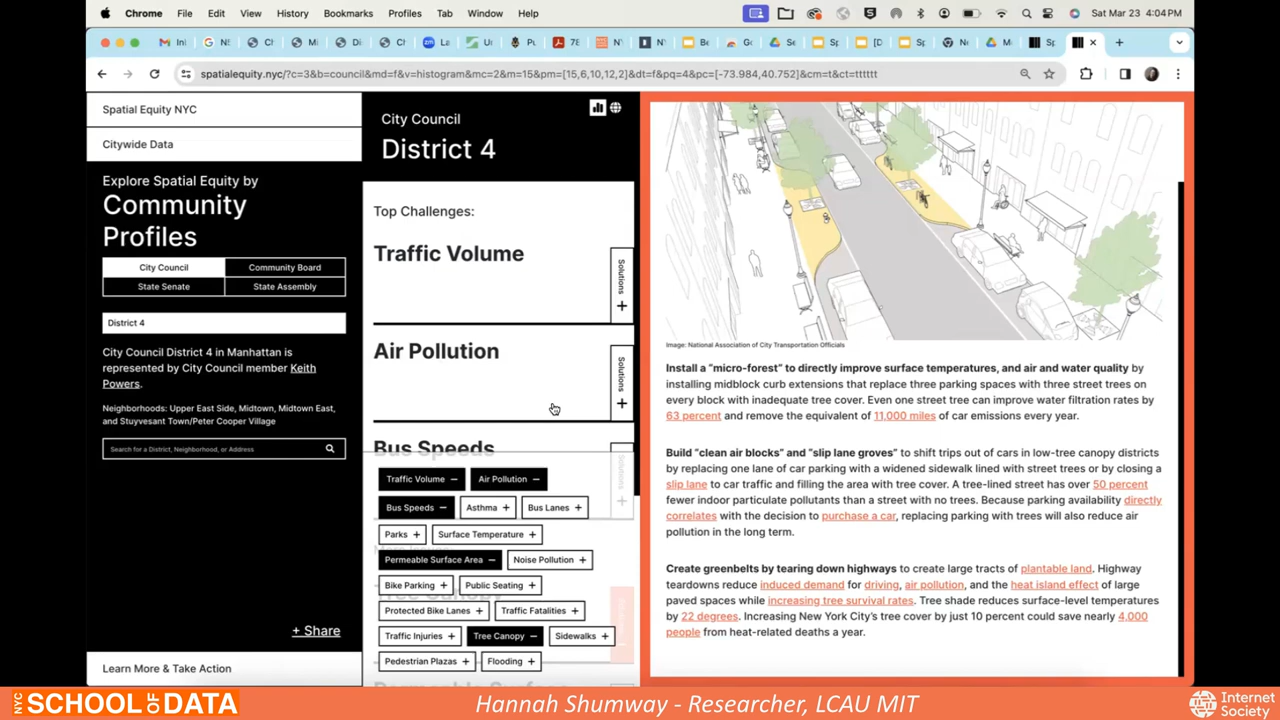 Chrome File Edit View History Bookmarks Profiles Tab Window Help
Sat Mar 23 4:04 PM
spatialequity.nyc/?c=3&b=council&md=f&v=histogram&mc=2&m=15&pm=[15,6,10,12,2]&dt=f&pq=4&pc=[-73.984,40.752]&cm=t&ct=tttttt
Spatial Equity NYC
Citywide Data
Explore Spatial Equity by
Community
Profiles
City Council Community Board
State Senate State Assembly
District 4
City Council District 4 in Manhattan is
represented by City Council member Keith
Powers.
Neighborhoods: Upper East Side, Midtown, Midtown East,
and Stuyvesant Town/Peter Cooper Village
Search for a District, Neighborhood, or Address
+ Share
Learn More & Take Action
City Council
District 4
Top Challenges:
Traffic Volume
Solutions +
Air Pollution
Solutions +
Bus Speeds
Solutions +
Traffic Volume − Air Pollution −
Bus Speeds − Asthma + Bus Lanes +
Parks + Surface Temperature +
Permeable Surface Area − Noise Pollution +
Bike Parking + Public Seating +
Protected Bike Lanes + Traffic Fatalities +
Traffic Injuries + Tree Canopy − Sidewalks +
Pedestrian Plazas + Flooding +
Image: National Association of City Transportation Officials
Install a "micro-forest" to directly improve surface temperatures, and air and water quality by
installing midblock curb extensions that replace three parking spaces with three street trees on
every block with inadequate tree cover. Even one street tree can improve water filtration rates by
63 percent and remove the equivalent of 11,000 miles of car emissions every year.
Build "clean air blocks" and "slip lane groves" to shift trips out of cars in low-tree canopy districts
by replacing one lane of car parking with a widened sidewalk lined with street trees or by closing a
slip lane to car traffic and filling the area with tree cover. A tree-lined street has over 50 percent
fewer indoor particulate pollutants than a street with no trees. Because parking availability directly
correlates with the decision to purchase a car, replacing parking with trees will also reduce air
pollution in the long term.
Create greenbelts by tearing down highways to create large tracts of plantable land. Highway
teardowns reduce induced demand for driving, air pollution, and the heat island effect of large
paved spaces while increasing tree survival rates. Tree shade reduces surface-level temperatures
by 22 degrees. Increasing New York City's tree cover by just 10 percent could save nearly 4,000
people from heat-related deaths a year.
NYC SCHOOL OF DATA
Hannah Shumway - Researcher, LCAU MIT
Internet
Society